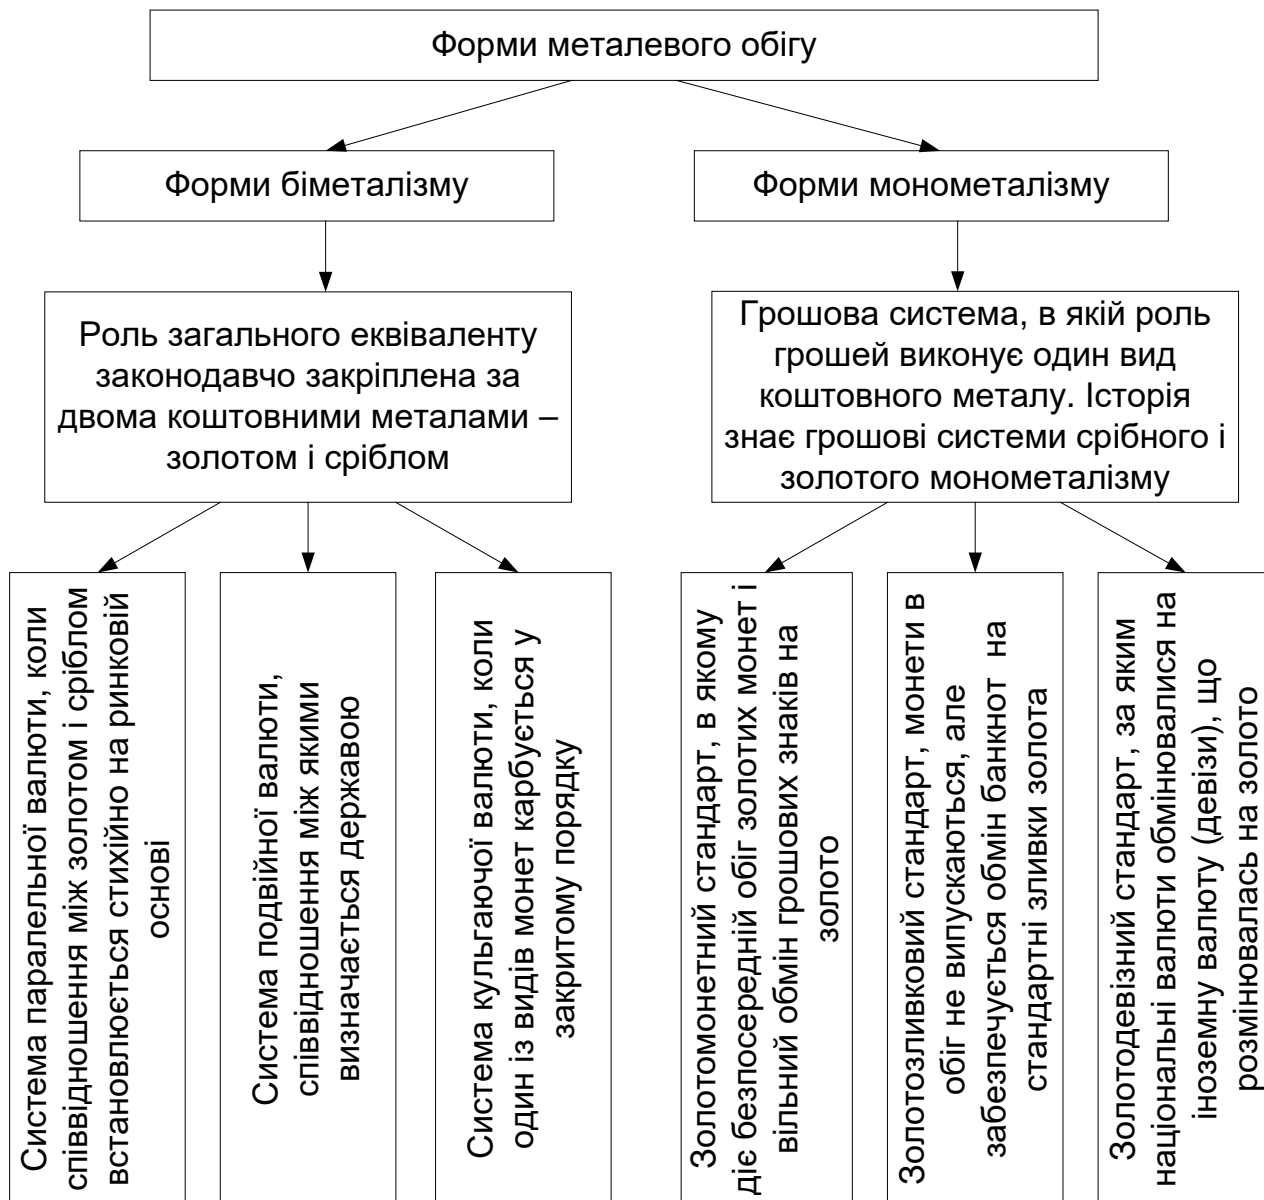 Форми металевого обігу
Форми біметалізму
Форми монометалізму
Роль загального еквіваленту
законодавчо закріплена за
двома коштовними металами –
золотом і сріблом
Грошова система, в якій роль
грошей виконує один вид
коштовного металу. Історія
знає грошові системи срібного і
золотого монометалізму
Система паралельної валюти, коли
співвідношення між золотом і сріблом
встановлюється стихійно на ринковій
основі
Система подвійної валюти,
співвідношення між якими
визначається державою
Система кульгаючої валюти, коли
один із видів монет карбується у
закритому порядку
Золотомонетний стандарт, в якому
діє безпосередній обіг золотих монет і
вільний обмін грошових знаків на
золото
Золотозливковий стандарт, монети в
обіг не випускаються, але
забезпечується обмін банкнот на
стандартні зливки золота
Золотодевізний стандарт, за яким
національні валюти обмінювалися на
іноземну валюту (девізи), що
розмінювалась на золото